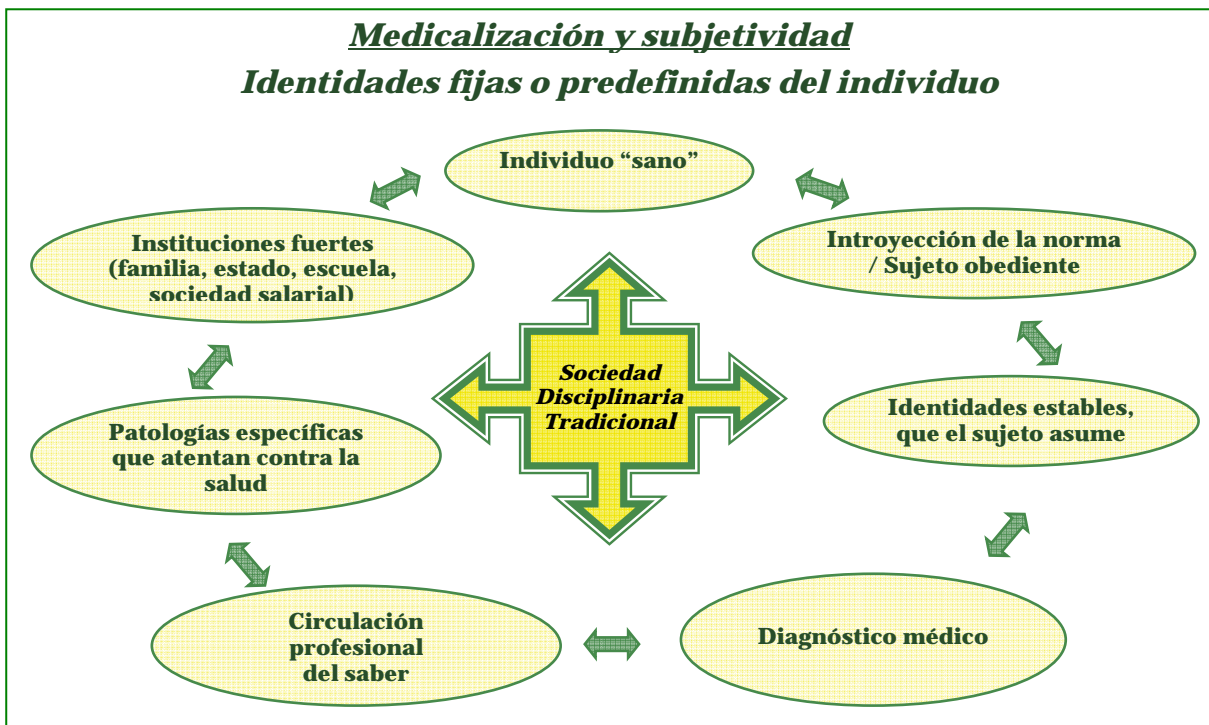 Medicalización y subjetividad
Identidades fijas o predefinidas del individuo
Individuo “sano”
Instituciones fuertes
(familia, estado, escuela,
sociedad salarial)
Introyección de la norma
/ Sujeto obediente
Sociedad
Disciplinaria
Tradicional
Patologías específicas
que atentan contra la
salud
Identidades estables,
que el sujeto asume
Circulación
profesional
del saber
Diagnóstico médico